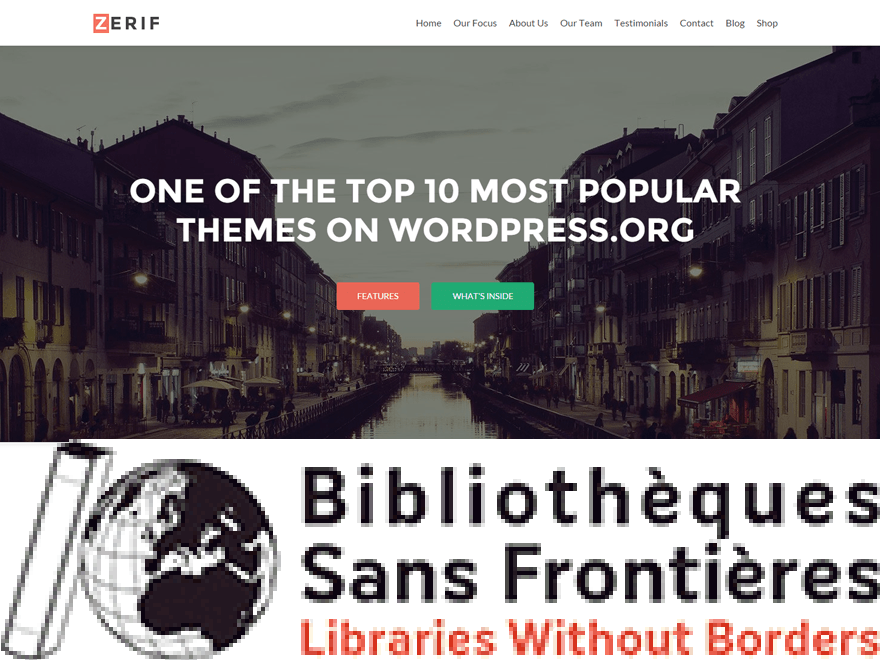 ZERIF
Home Our Focus About Us Our Team Testimonials Contact Blog Shop
ONE OF THE TOP 10 MOST POPULAR
THEMES ON WORDPRESS.ORG
FEATURES WHAT'S INSIDE
Bibliothèques
Sans Frontières
Libraries Without Borders